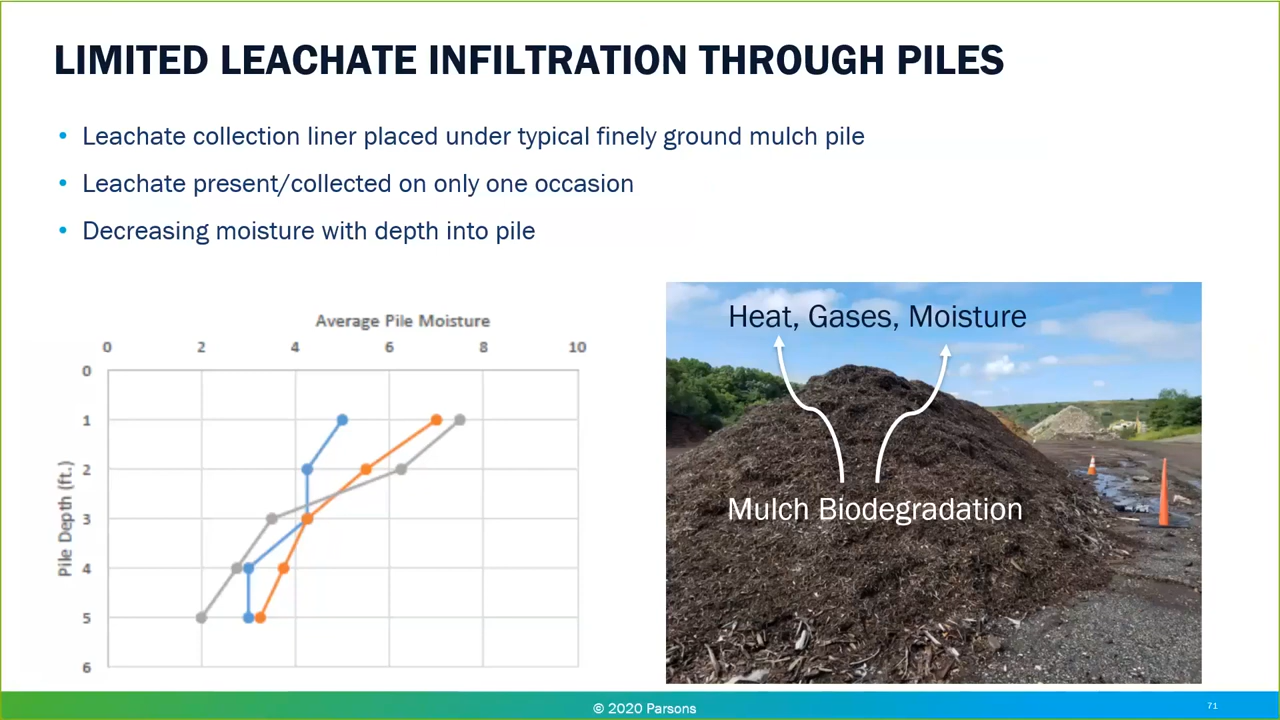 LIMITED LEACHATE INFILTRATION THROUGH PILES
• Leachate collection liner placed under typical finely ground mulch pile
• Leachate present/collected on only one occasion
• Decreasing moisture with depth into pile
Average Pile Moisture
0 2 4 6 8 10
0
1
2
3
4
5
6
Pile Depth (ft.)
Heat, Gases, Moisture
Mulch Biodegradation
© 2020 Parsons
71